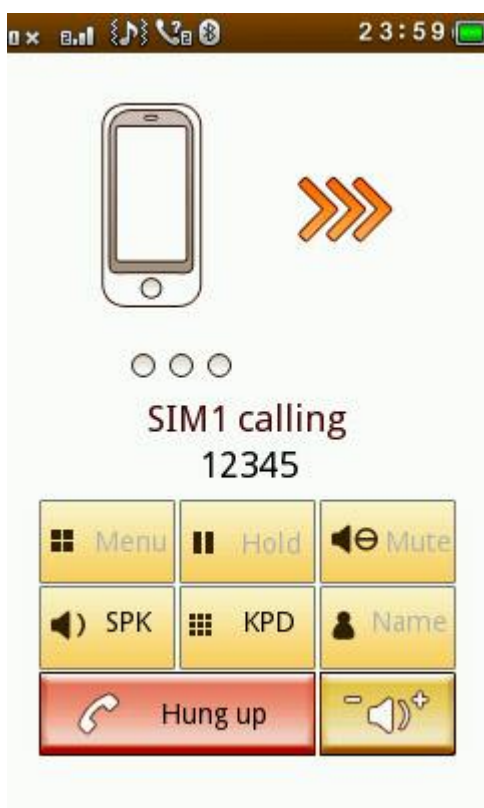 23:59
SIM1 calling
12345
Menu Hold Mute
SPK KPD Name
Hung up